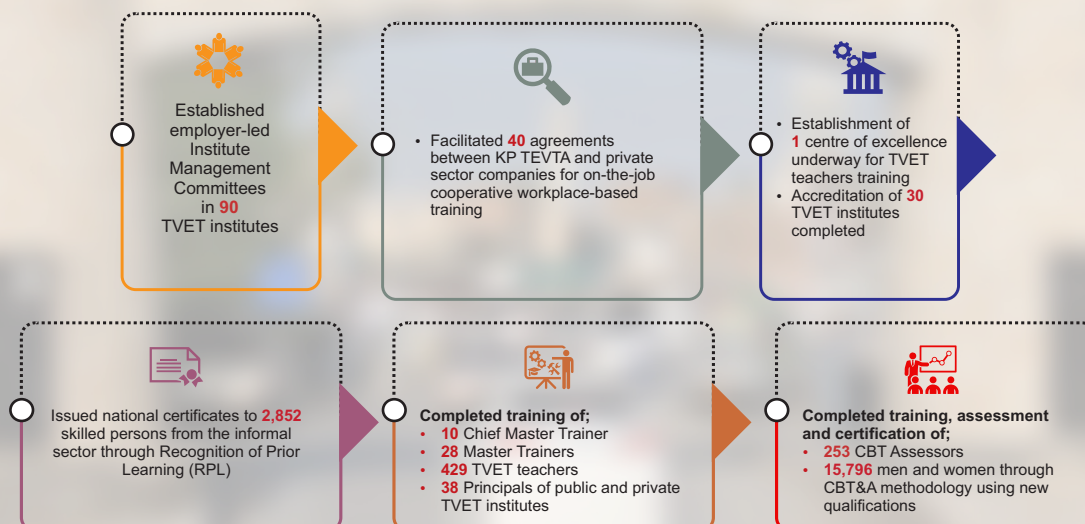 Established
employer-led
Institute
Management
Committees
in 90
TVET institutes
• Facilitated 40 agreements
between KP TEVTA and private
sector companies for on-the-job
cooperative workplace-based
training
• Establishment of
1 centre of excellence
underway for TVET
teachers training
• Accreditation of 30
TVET institutes
completed
Issued national certificates to 2,852
skilled persons from the informal
sector through Recognition of Prior
Learning (RPL)
Completed training of;
• 10 Chief Master Trainer
• 28 Master Trainers
• 429 TVET teachers
• 38 Principals of public and private
TVET institutes
Completed training, assessment
and certification of;
• 253 CBT Assessors
• 15,796 men and women through
CBT&A methodology using new
qualifications